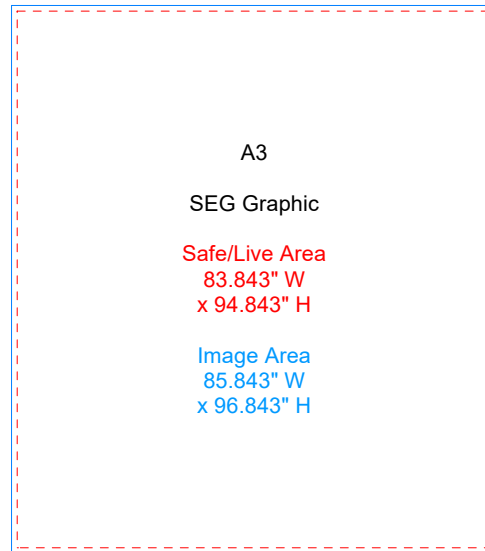 A3
SEG Graphic
Safe/Live Area
83.843" W
x 94.843" H
Image Area
85.843" W
x 96.843" H